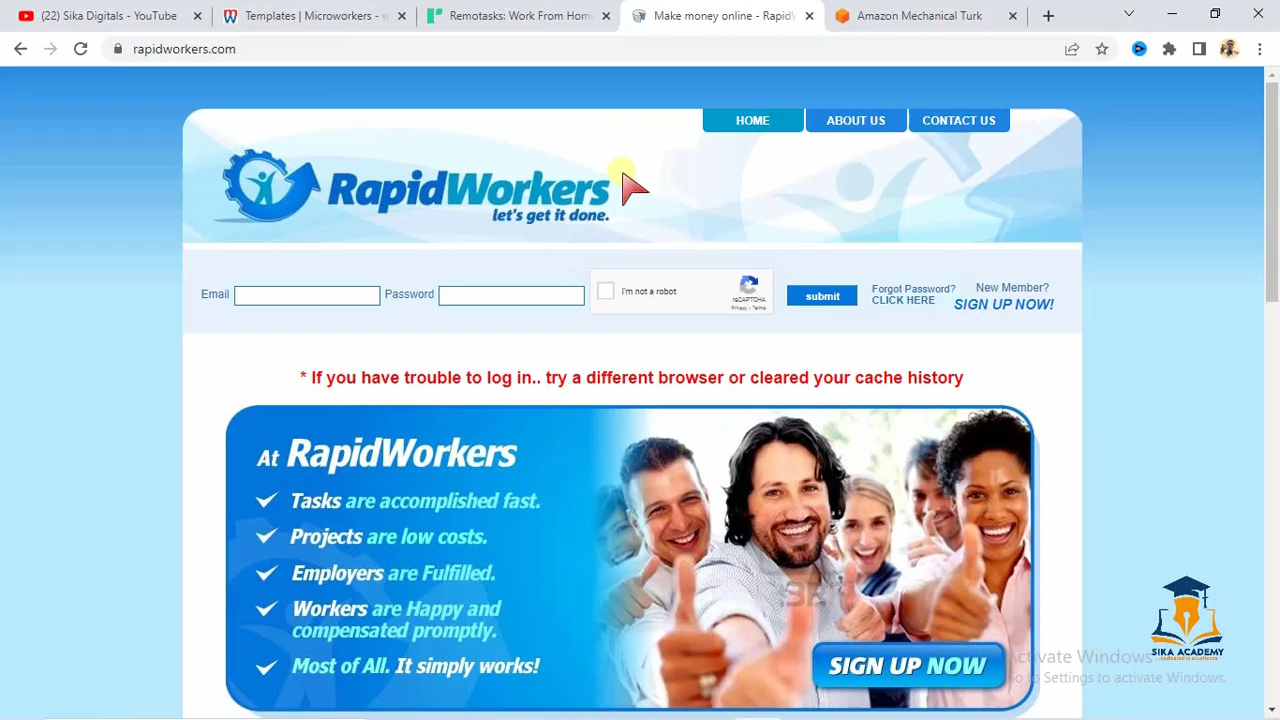 (22) Sika Digitals - YouTube
Templates | Microworkers - w
Remotasks: Work From Hom
Make money online - Rapid
Amazon Mechanical Turk
rapidworkers.com
HOME
ABOUT US
CONTACT US
RapidWorkers
let's get it done.
Email
Password
I'm not a robot
reCAPTCHA
Privacy - Terms
submit
Forgot Password?
CLICK HERE
New Member?
SIGN UP NOW!
* If you have trouble to log in.. try a different browser or cleared your cache history
At RapidWorkers
Tasks are accomplished fast.
Projects are low costs.
Employers are Fulfilled.
Workers are Happy and
compensated promptly.
Most of All. It simply works!
SIGN UP NOW
Activate Windows
Go to Settings to activate Windows.
SIKA ACADEMY